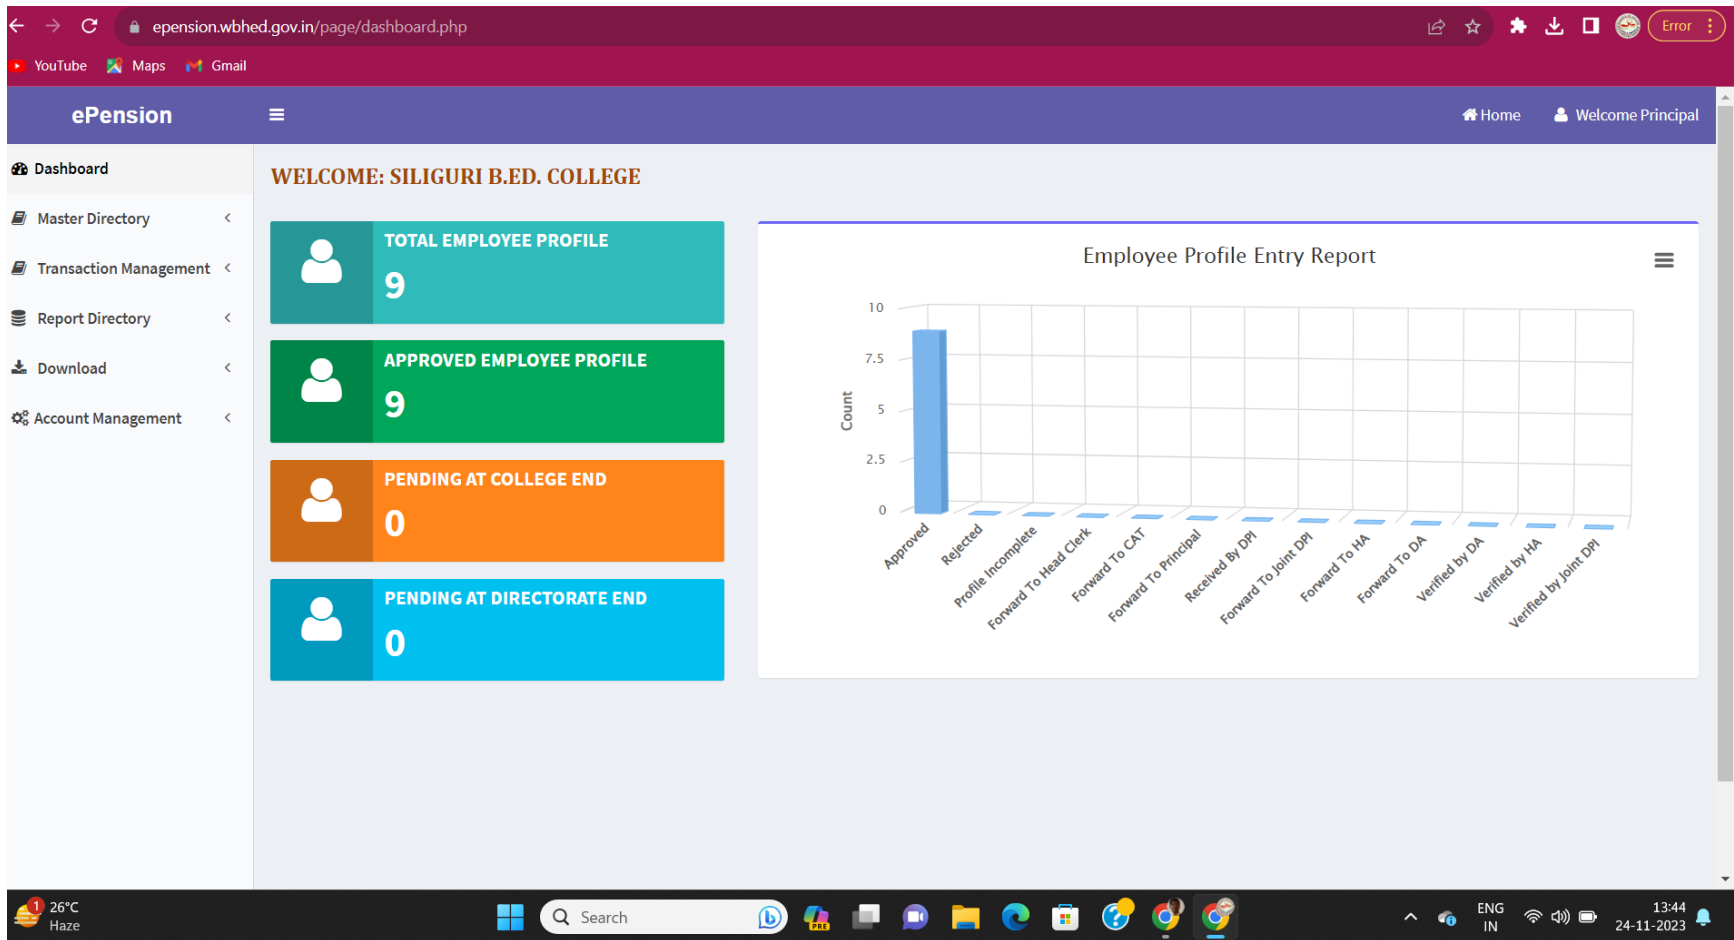 epension.wbhed.gov.in/page/dashboard.php
Error
YouTube Maps Gmail
ePension
Home Welcome Principal
Dashboard
Master Directory
Transaction Management
Report Directory
Download
Account Management
WELCOME: SILIGURI B.ED. COLLEGE
TOTAL EMPLOYEE PROFILE
9
APPROVED EMPLOYEE PROFILE
9
PENDING AT COLLEGE END
0
PENDING AT DIRECTORATE END
0
Employee Profile Entry Report
Count
10
7.5
5
2.5
0
Approved
Rejected
Profile Incomplete
Forward To Head Clerk
Forward To CAT
Forward To Principal
Received By DPI
Forward To Joint DPI
Forward To HA
Forward To DA
Verified by DA
Verified by HA
Verified by Joint DPI
1
26°C
Haze
Search
PRE
ENG
IN
13:44
24-11-2023